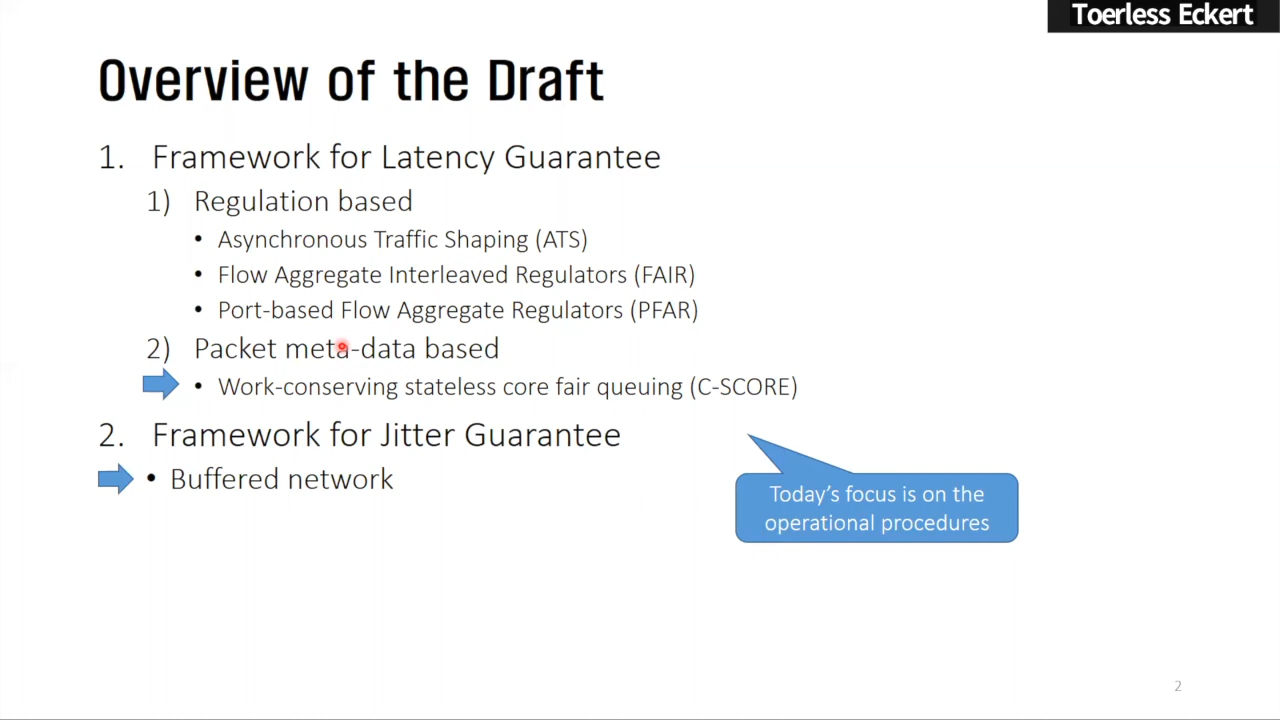 Toerless Eckert
Overview of the Draft
1. Framework for Latency Guarantee
1) Regulation based
• Asynchronous Traffic Shaping (ATS)
• Flow Aggregate Interleaved Regulators (FAIR)
• Port-based Flow Aggregate Regulators (PFAR)
2) Packet meta-data based
• Work-conserving stateless core fair queuing (C-SCORE)
2. Framework for Jitter Guarantee
• Buffered network
Today's focus is on the
operational procedures
2